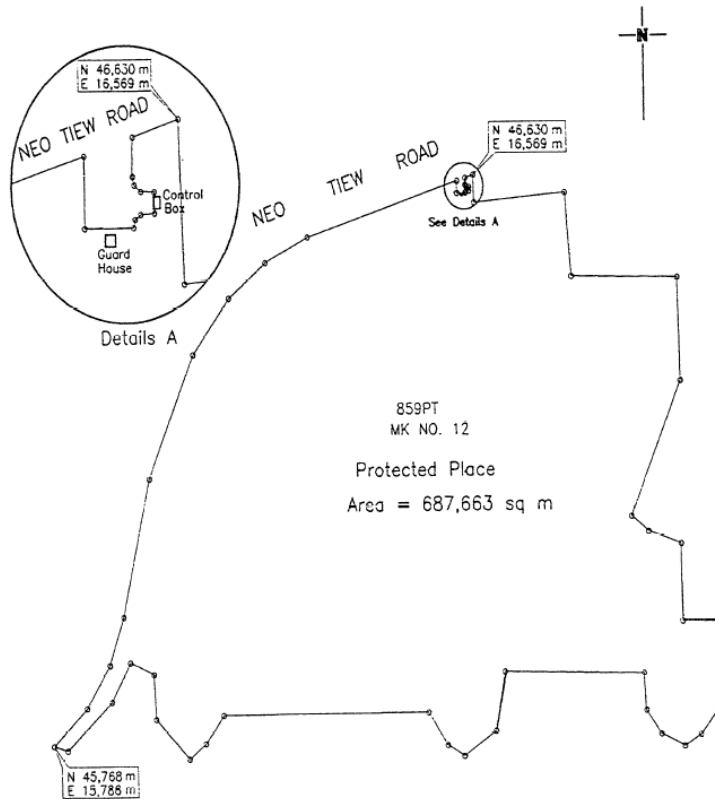 N
N 46,630 m
E 16,569 m
NEO TIEW ROAD
Control
Box
Guard
House
Details A
NEO TIEW ROAD
N 46,630 m
E 16,569 m
See Details A
859PT
MK NO. 12
Protected Place
Area = 687,663 sq m
N 45,768 m
E 15,786 m